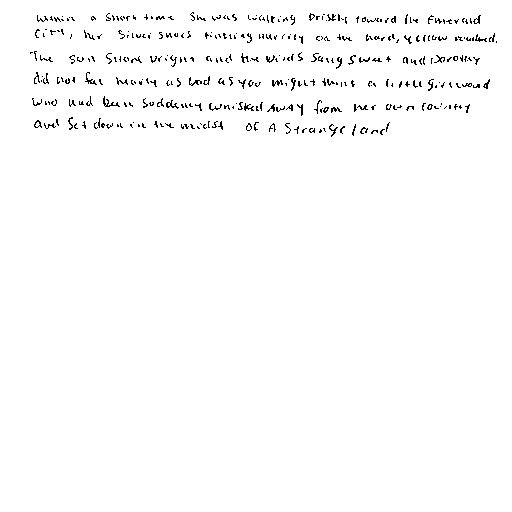 within a short time she was walking briskly toward the Emerald
City, her Silver Shoes tinkling merrily on the hard, yellow roadbed.
The sun shone bright and the birds sang sweet and Dorothy
did not feel nearly as bad as you might think a little girl would
who had been suddenly whisked away from her own country
and set down in the midst OF A Strange land